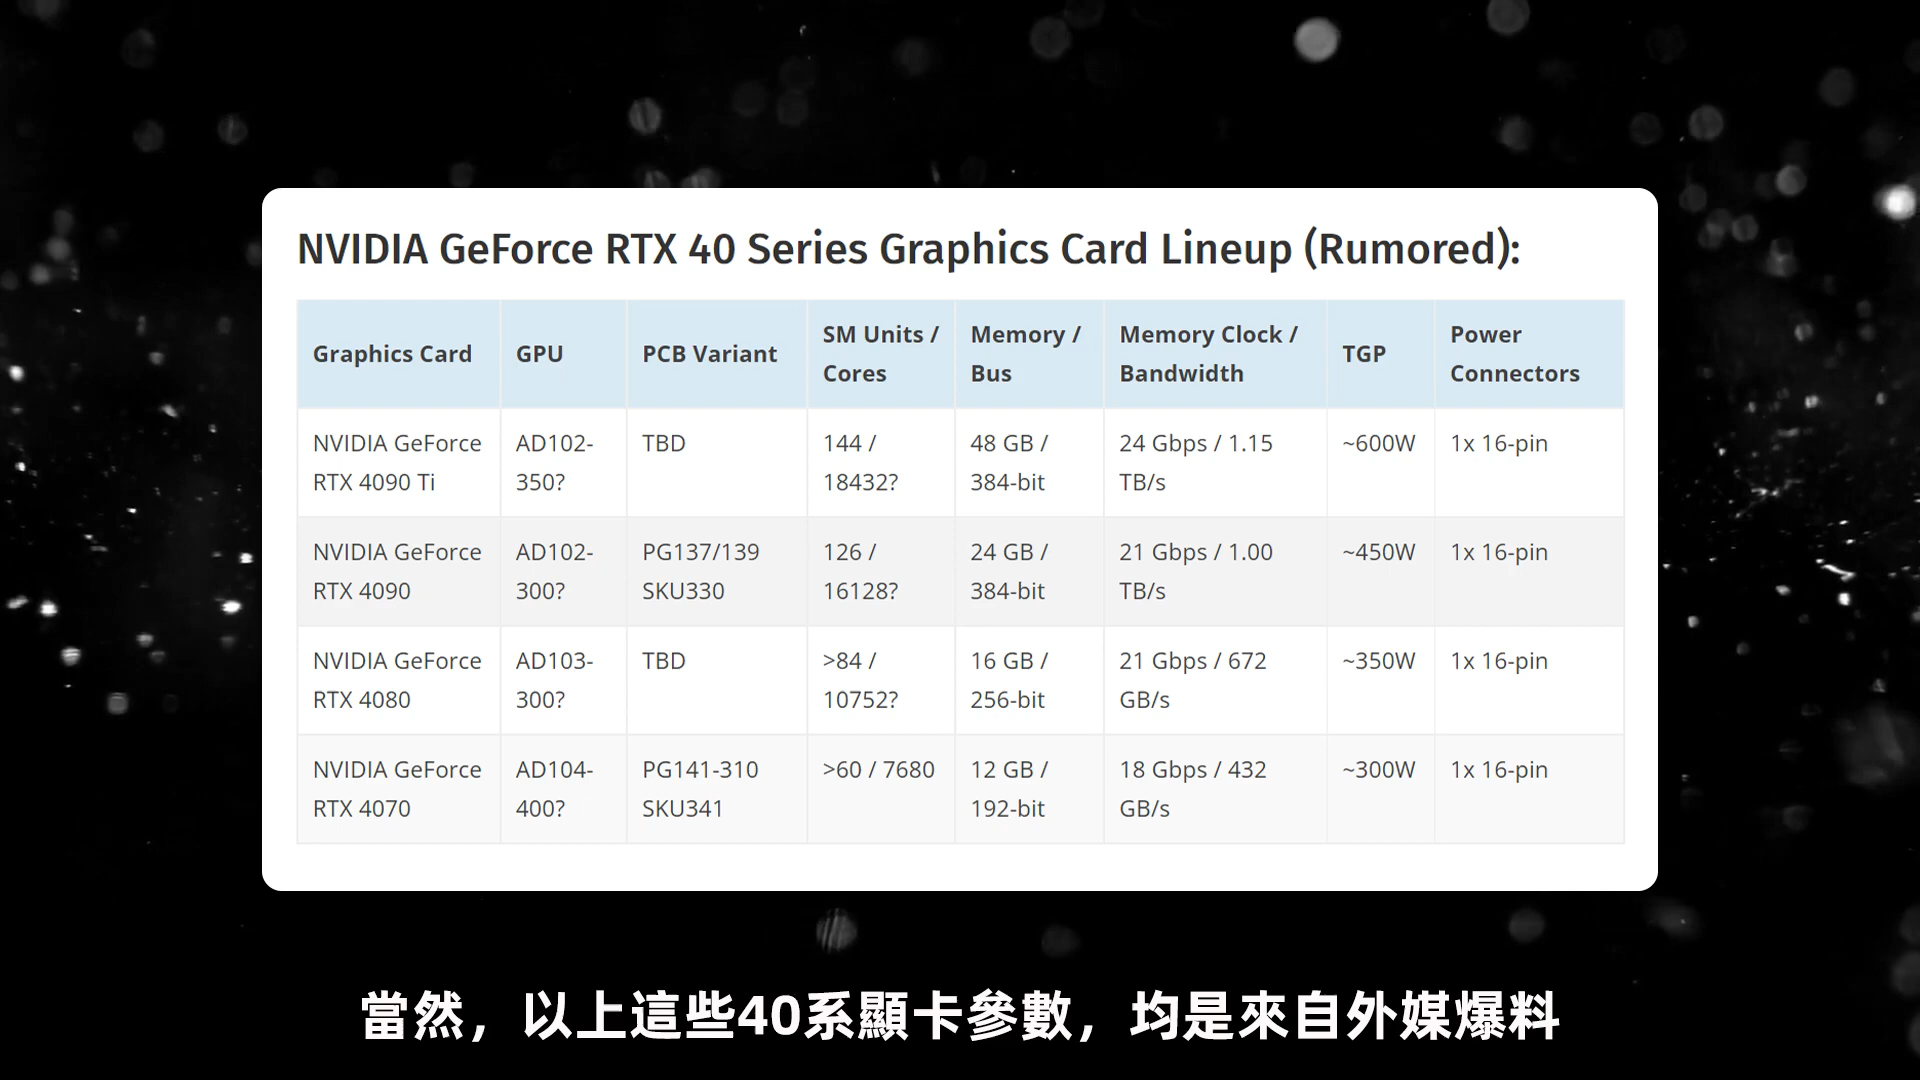 NVIDIA GeForce RTX 40 Series Graphics Card Lineup (Rumored):
Graphics Card GPU PCB Variant SM Units / Cores Memory / Bus Memory Clock / Bandwidth TGP Power Connectors
NVIDIA GeForce RTX 4090 Ti AD102-350? TBD 144 / 18432? 48 GB / 384-bit 24 Gbps / 1.15 TB/s ~600W 1x 16-pin
NVIDIA GeForce RTX 4090 AD102-300? PG137/139 SKU330 126 / 16128? 24 GB / 384-bit 21 Gbps / 1.00 TB/s ~450W 1x 16-pin
NVIDIA GeForce RTX 4080 AD103-300? TBD >84 / 10752? 16 GB / 256-bit 21 Gbps / 672 GB/s ~350W 1x 16-pin
NVIDIA GeForce RTX 4070 AD104-400? PG141-310 SKU341 >60 / 7680 12 GB / 192-bit 18 Gbps / 432 GB/s ~300W 1x 16-pin
當然，以上這些40系顯卡參數，均是來自外媒爆料